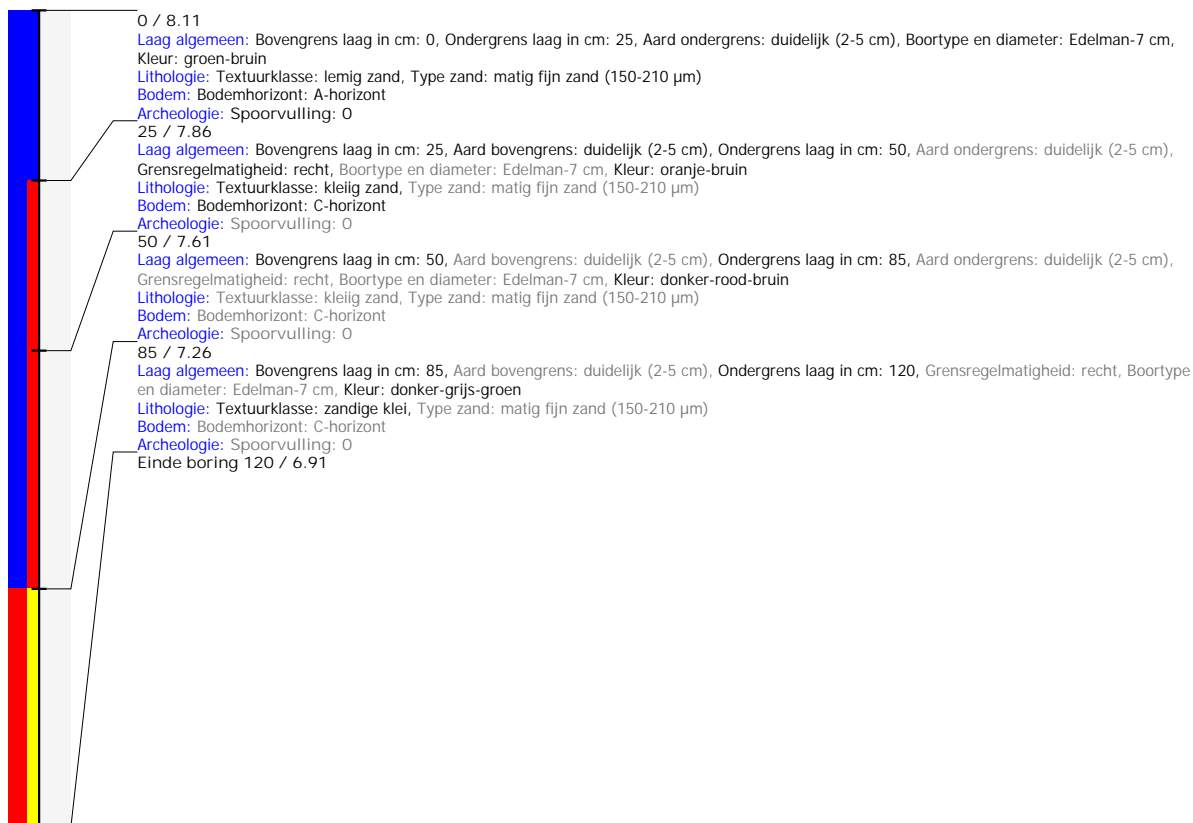 0 / 8.11
Laag algemeen: Bovengrens laag in cm: 0, Ondergrens laag in cm: 25, Aard ondergrens: duidelijk (2-5 cm), Boortype en diameter: Edelman-7 cm,
Kleur: groen-bruin
Lithologie: Textuurklasse: lemig zand, Type zand: matig fijn zand (150-210 µm)
Bodem: Bodemhorizont: A-horizont
Archeologie: Spoorvulling: 0
25 / 7.86
Laag algemeen: Bovengrens laag in cm: 25, Aard bovengrens: duidelijk (2-5 cm), Ondergrens laag in cm: 50, Aard ondergrens: duidelijk (2-5 cm),
Grensregelmatigheid: recht, Boortype en diameter: Edelman-7 cm, Kleur: oranje-bruin
Lithologie: Textuurklasse: kleiig zand, Type zand: matig fijn zand (150-210 µm)
Bodem: Bodemhorizont: C-horizont
Archeologie: Spoorvulling: 0
50 / 7.61
Laag algemeen: Bovengrens laag in cm: 50, Aard bovengrens: duidelijk (2-5 cm), Ondergrens laag in cm: 85, Aard ondergrens: duidelijk (2-5 cm),
Grensregelmatigheid: recht, Boortype en diameter: Edelman-7 cm, Kleur: donker-rood-bruin
Lithologie: Textuurklasse: kleiig zand, Type zand: matig fijn zand (150-210 µm)
Bodem: Bodemhorizont: C-horizont
Archeologie: Spoorvulling: 0
85 / 7.26
Laag algemeen: Bovengrens laag in cm: 85, Aard bovengrens: duidelijk (2-5 cm), Ondergrens laag in cm: 120, Grensregelmatigheid: recht, Boortype
en diameter: Edelman-7 cm, Kleur: donker-grijs-groen
Lithologie: Textuurklasse: zandige klei, Type zand: matig fijn zand (150-210 µm)
Bodem: Bodemhorizont: C-horizont
Archeologie: Spoorvulling: 0
Einde boring 120 / 6.91